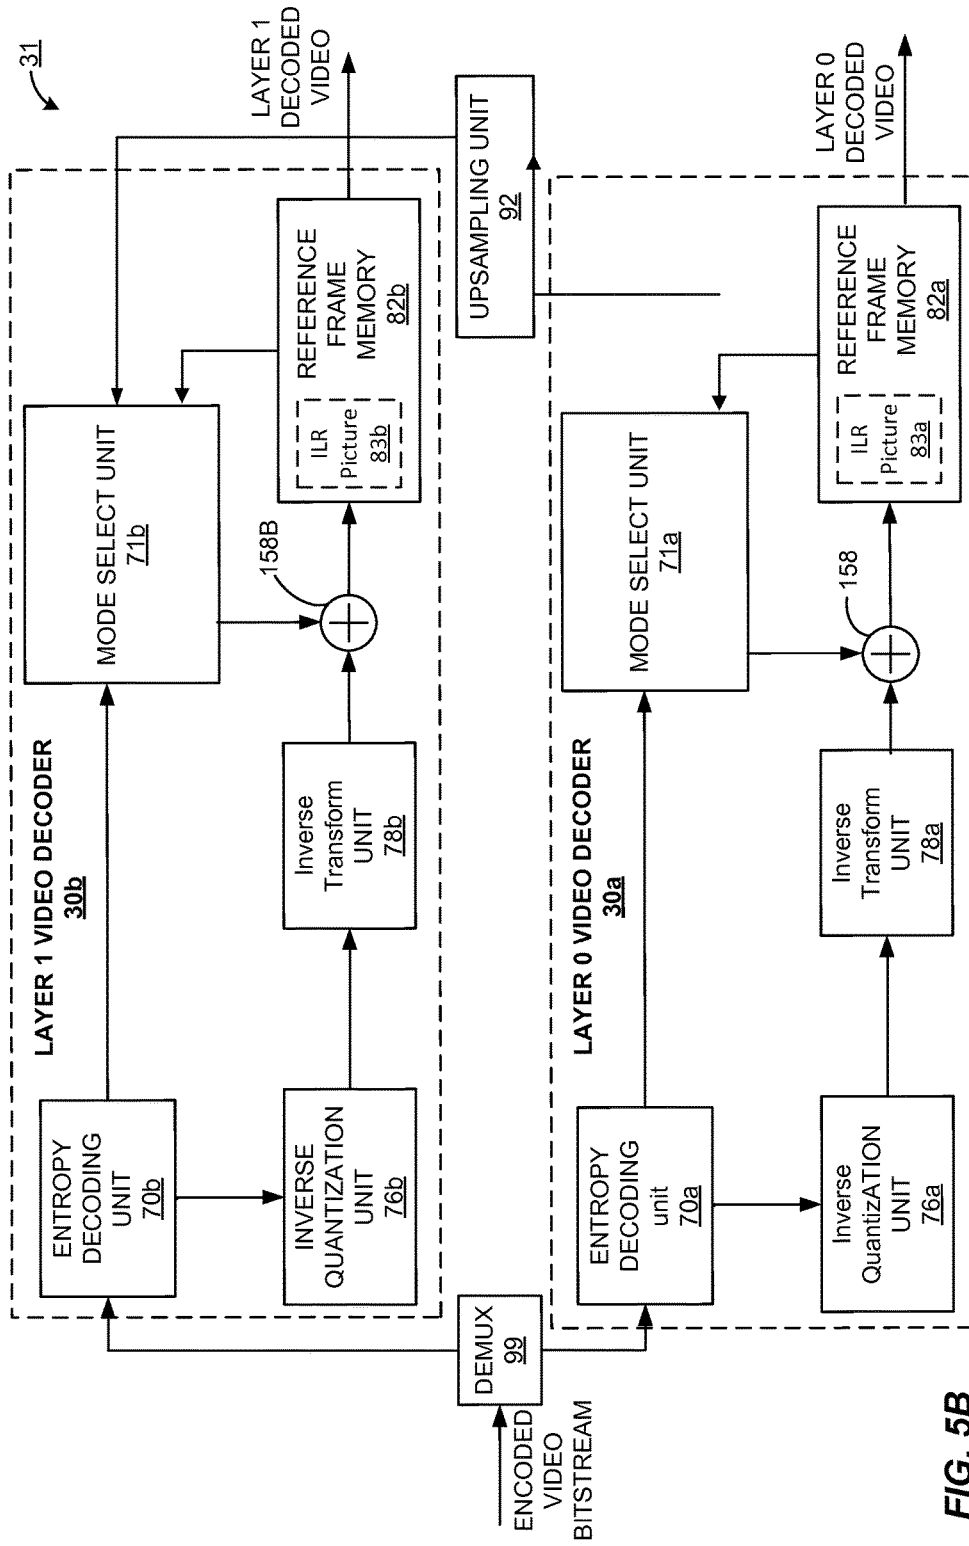 31
LAYER 1 VIDEO DECODER
30b
ENTROPY
DECODING
UNIT
70b
MODE SELECT UNIT
71b
INVERSE
QUANTIZATION
UNIT
76b
Inverse
Transform
UNIT
78b
158B
REFERENCE
FRAME
MEMORY
82b
ILR
Picture
83b
LAYER 1
DECODED
VIDEO
ENCODED
VIDEO
BITSTREAM
DEMUX
99
UPSAMPLING UNIT
92
LAYER 0 VIDEO DECODER
30a
ENTROPY
DECODING
unit
70a
MODE SELECT UNIT
71a
Inverse
QuantizATION
UNIT
76a
Inverse
Transform
UNIT
78a
158
REFERENCE
FRAME
MEMORY
82a
ILR
Picture
83a
LAYER 0
DECODED
VIDEO
FIG. 5B